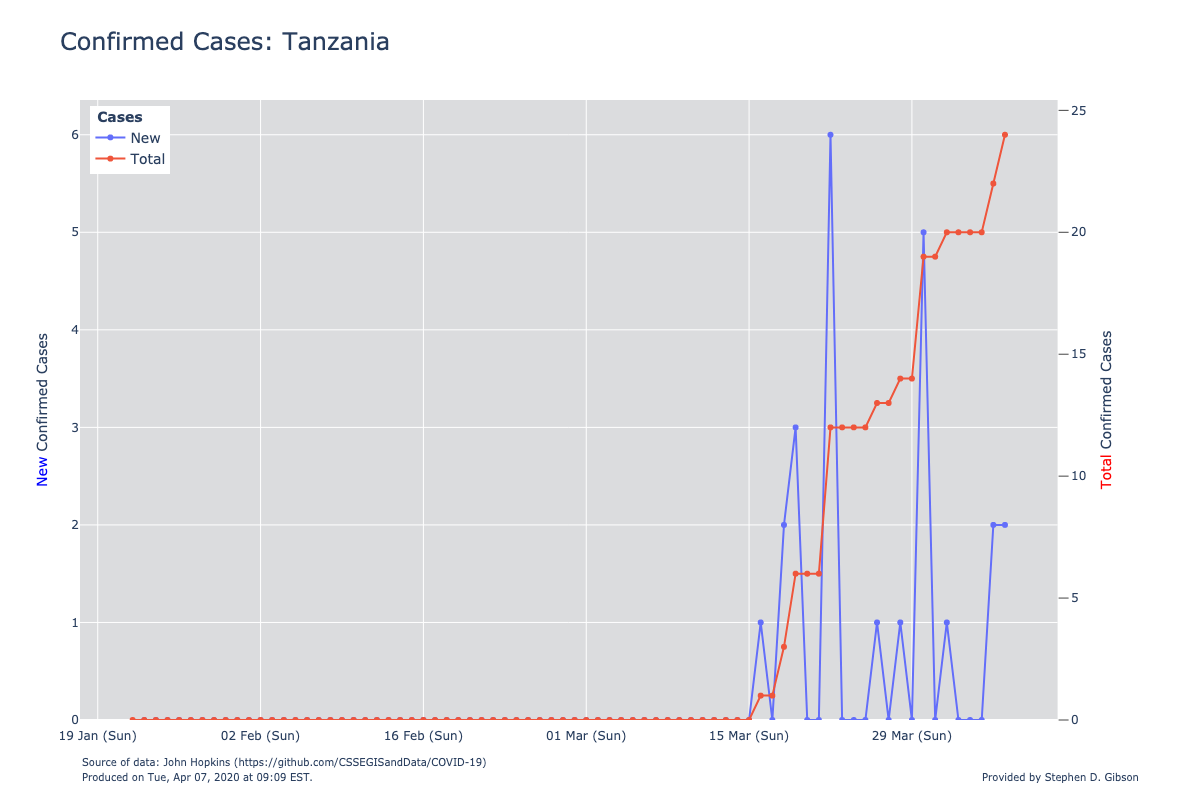 Confirmed Cases: Tanzania
Cases
New
Total
6
5
4
3
2
1
0
25
20
15
10
5
0
New Confirmed Cases
Total Confirmed Cases
19 Jan (Sun)
02 Feb (Sun)
16 Feb (Sun)
01 Mar (Sun)
15 Mar (Sun)
29 Mar (Sun)
Source of data: John Hopkins (https://github.com/CSSEGISandData/COVID-19)
Produced on Tue, Apr 07, 2020 at 09:09 EST.
Provided by Stephen D. Gibson